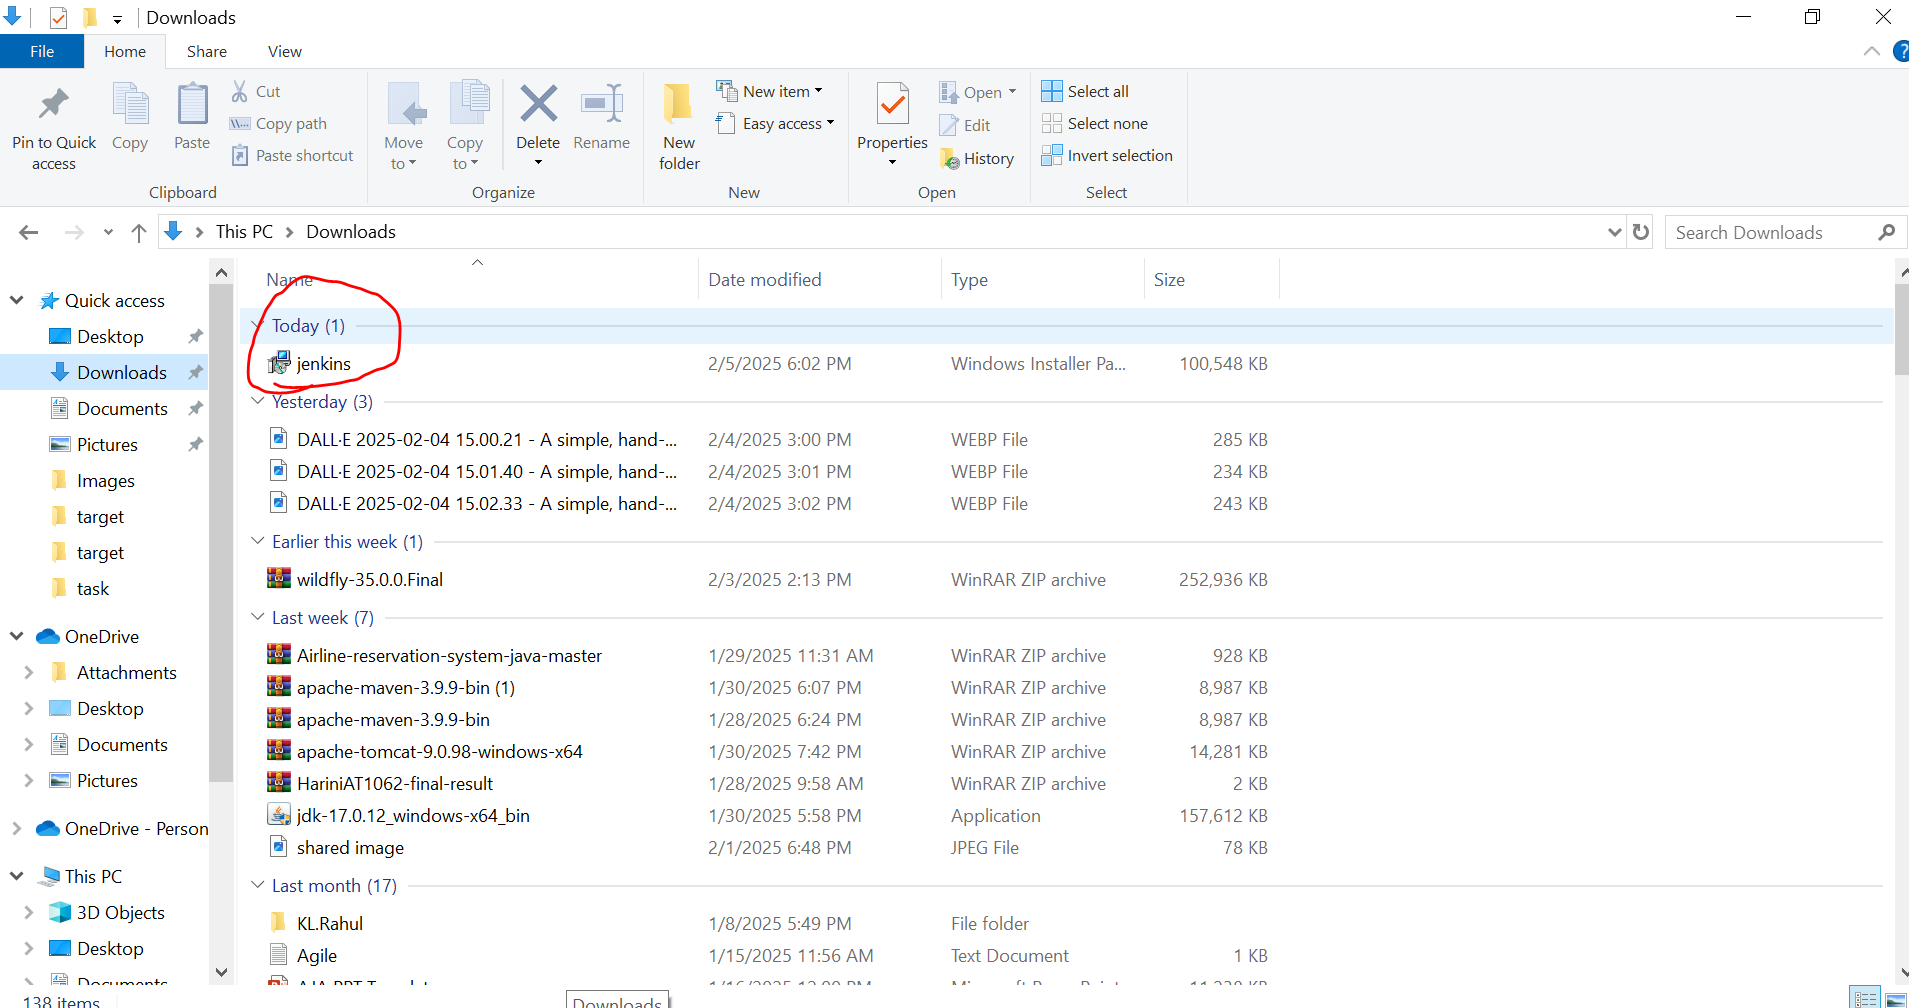 Downloads
File Home Share View
Pin to Quick access
Copy
Paste
Cut
Copy path
Paste shortcut
Clipboard
Move to
Copy to
Delete
Rename
Organize
New folder
New item
Easy access
New
Properties
Open
Edit
History
Open
Select all
Select none
Invert selection
Select
This PC > Downloads
Search Downloads
Quick access
Desktop
Downloads
Documents
Pictures
Images
target
target
task
OneDrive
Attachments
Desktop
Documents
Pictures
OneDrive - Person
This PC
3D Objects
Desktop
Documents
Name Date modified Type Size
Today (1)
jenkins 2/5/2025 6:02 PM Windows Installer Pa... 100,548 KB
Yesterday (3)
DALL·E 2025-02-04 15.00.21 - A simple, hand-... 2/4/2025 3:00 PM WEBP File 285 KB
DALL·E 2025-02-04 15.01.40 - A simple, hand-... 2/4/2025 3:01 PM WEBP File 234 KB
DALL·E 2025-02-04 15.02.33 - A simple, hand-... 2/4/2025 3:02 PM WEBP File 243 KB
Earlier this week (1)
wildfly-35.0.0.Final 2/3/2025 2:13 PM WinRAR ZIP archive 252,936 KB
Last week (7)
Airline-reservation-system-java-master 1/29/2025 11:31 AM WinRAR ZIP archive 928 KB
apache-maven-3.9.9-bin (1) 1/30/2025 6:07 PM WinRAR ZIP archive 8,987 KB
apache-maven-3.9.9-bin 1/28/2025 6:24 PM WinRAR ZIP archive 8,987 KB
apache-tomcat-9.0.98-windows-x64 1/30/2025 7:42 PM WinRAR ZIP archive 14,281 KB
HariniAT1062-final-result 1/28/2025 9:58 AM WinRAR ZIP archive 2 KB
jdk-17.0.12_windows-x64_bin 1/30/2025 5:58 PM Application 157,612 KB
shared image 2/1/2025 6:48 PM JPEG File 78 KB
Last month (17)
KL.Rahul 1/8/2025 5:49 PM File folder
Agile 1/15/2025 11:56 AM Text Document 1 KB
138 items
Downloads